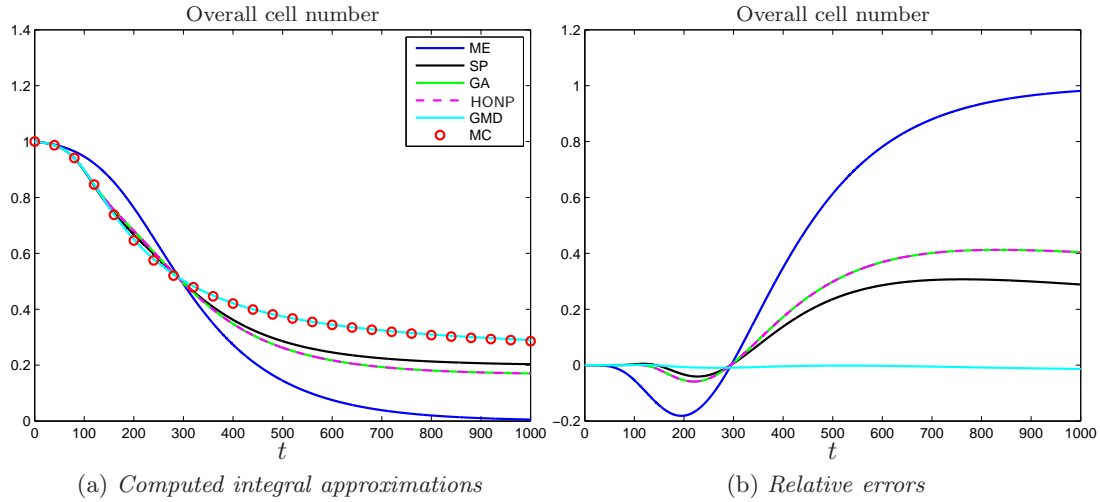 Overall cell number
1.4
1.2
1
0.8
0.6
0.4
0.2
0
0 100 200 300 400 500 600 700 800 900 1000
t
ME
SP
GA
HONP
GMD
MC
(a) Computed integral approximations
Overall cell number
1.2
1
0.8
0.6
0.4
0.2
0
−0.2
0 100 200 300 400 500 600 700 800 900 1000
t
(b) Relative errors